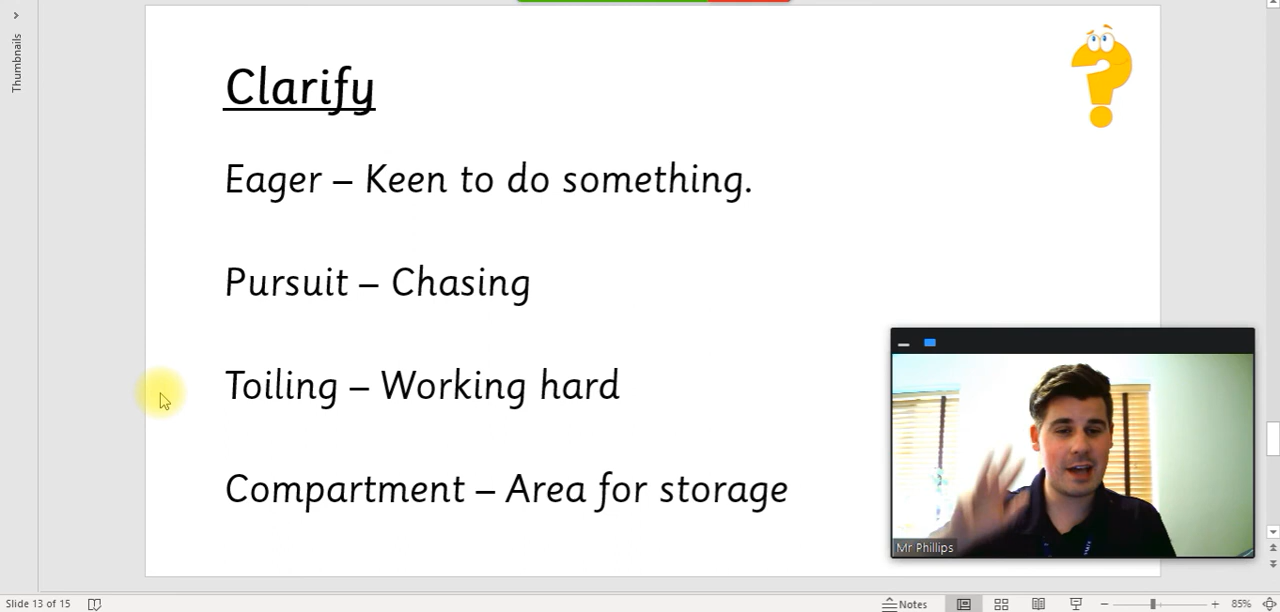 Thumbnails
Clarify
Eager – Keen to do something.
Pursuit – Chasing
Toiling – Working hard
Compartment – Area for storage
Mr Phillips
Slide 13 of 15
Notes
85%